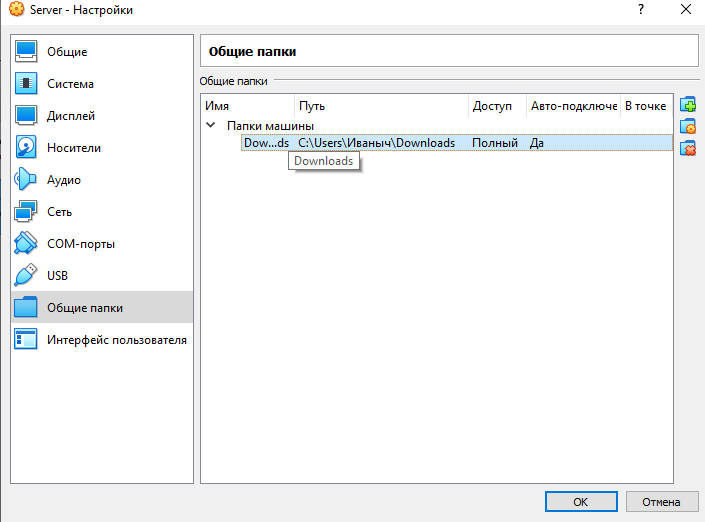 Server - Настройки
?
Общие
Система
Дисплей
Носители
Аудио
Сеть
COM-порты
USB
Общие папки
Интерфейс пользователя
Общие папки
Общие папки
Имя Путь Доступ Авто-подключе В точке
Папки машины
Dow...ds C:\Users\Иваныч\Downloads Полный Да
Downloads
OK Отмена